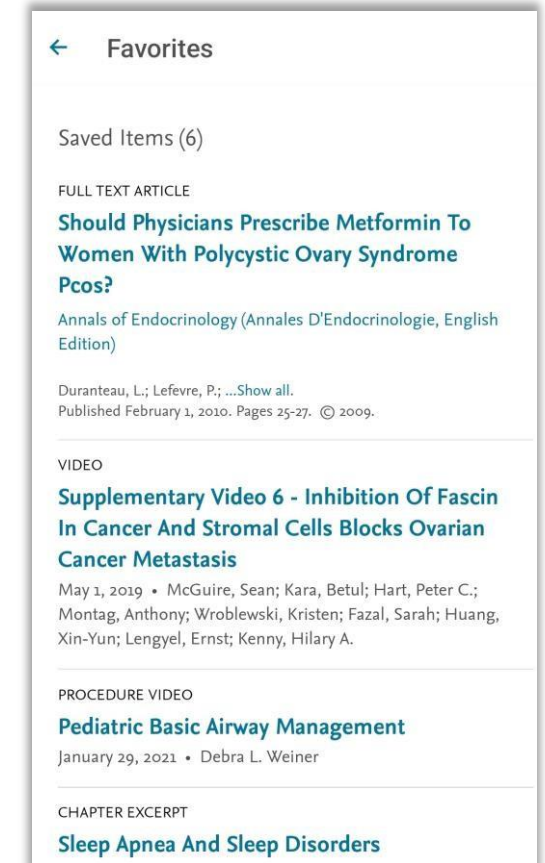 Favorites
Saved Items (6)
FULL TEXT ARTICLE
Should Physicians Prescribe Metformin To
Women With Polycystic Ovary Syndrome
Pcos?
Annals of Endocrinology (Annales D'Endocrinologie, English
Edition)
Duranteau, L.; Lefevre, P.; ...Show all.
Published February 1, 2010. Pages 25-27. © 2009.
VIDEO
Supplementary Video 6 - Inhibition Of Fascin
In Cancer And Stromal Cells Blocks Ovarian
Cancer Metastasis
May 1, 2019 • McGuire, Sean; Kara, Betul; Hart, Peter C.;
Montag, Anthony; Wroblewski, Kristen; Fazal, Sarah; Huang,
Xin-Yun; Lengyel, Ernst; Kenny, Hilary A.
PROCEDURE VIDEO
Pediatric Basic Airway Management
January 29, 2021 • Debra L. Weiner
CHAPTER EXCERPT
Sleep Apnea And Sleep Disorders